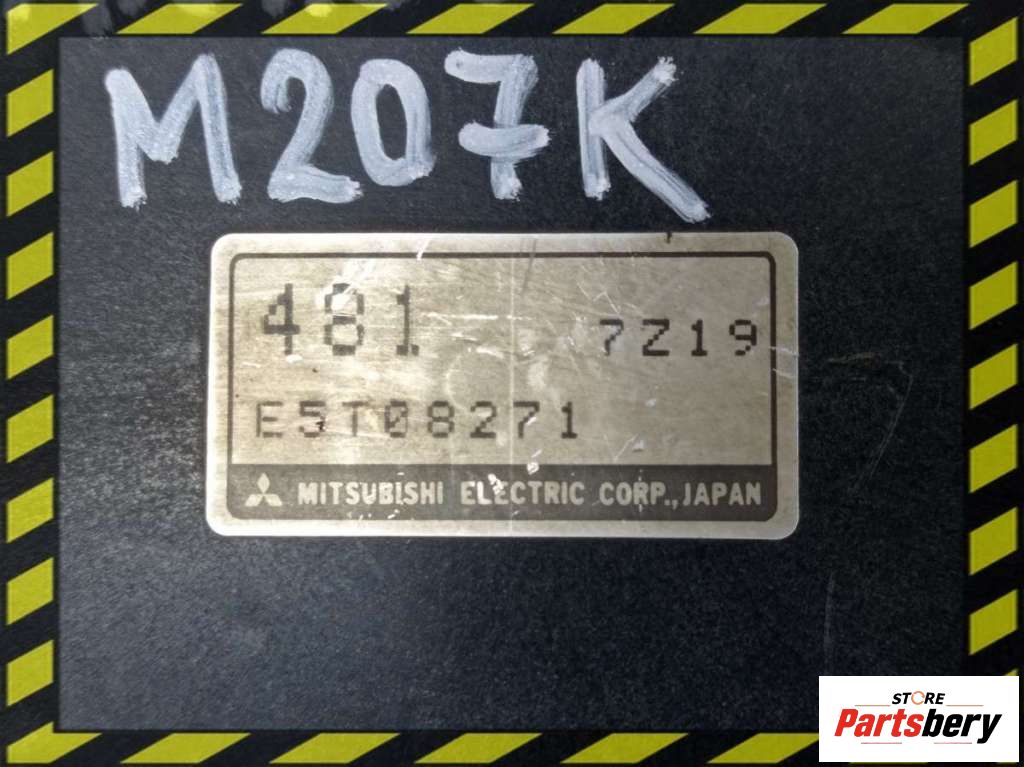 M207K
481
7Z19
E5T08271
MITSUBISHI ELECTRIC CORP., JAPAN
STORE
Partsbery